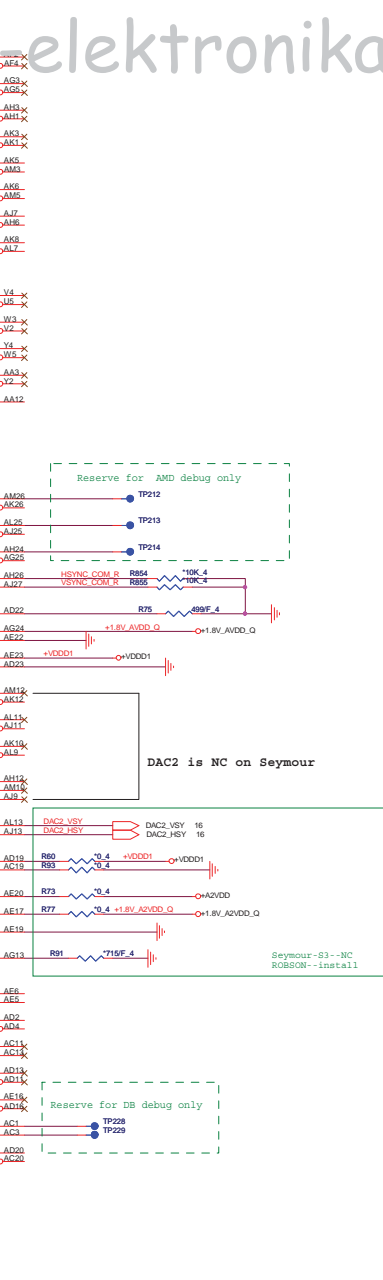 -elektronika
AF4
AG3
AG5
AH3
AH1
AK3
AK1
AK5
AM3
AK6
AM5
AJ7
AH6
AK8
AL7
V4
U5
W3
V2
Y4
W5
AA3
Y2
AA12
Reserve for AMD debug only
AM26 TP212
AK26
AL25 TP213
AJ25
AH24 TP214
AG25
AH26 HSYNC_COM_R R854 *10K_4
AJ27 VSYNC_COM_R R855 *10K_4
AD22 R75 499/F_4
AG24 +1.8V_AVDD_Q +1.8V_AVDD_Q
AE22
AE23 +VDDD1 +VDDD1
AD23
AM12
AK12
AL11
AJ11
AK10
AL9
DAC2 is NC on Seymour
AH12
AM10
AJ9
AL13 DAC2_VSY DAC2_VSY 16
AJ13 DAC2_HSY DAC2_HSY 16
AD19 R60 *0_4 +VDDD1 +VDDD1
AC19 R93 *0_4
AE20 R73 *0_4 +A2VDD
AE17 R77 *0_4 +1.8V_A2VDD_Q +1.8V_A2VDD_Q
AE19
AG13 R91 *715/F_4
Seymour-S3--NC
ROBSON--install
AE6
AE5
AD2
AD4
AC11
AC13
AD13
AD11
AE16
AD16
Reserve for DB debug only
AC1 TP228
AC3 TP229
AD20
AC20